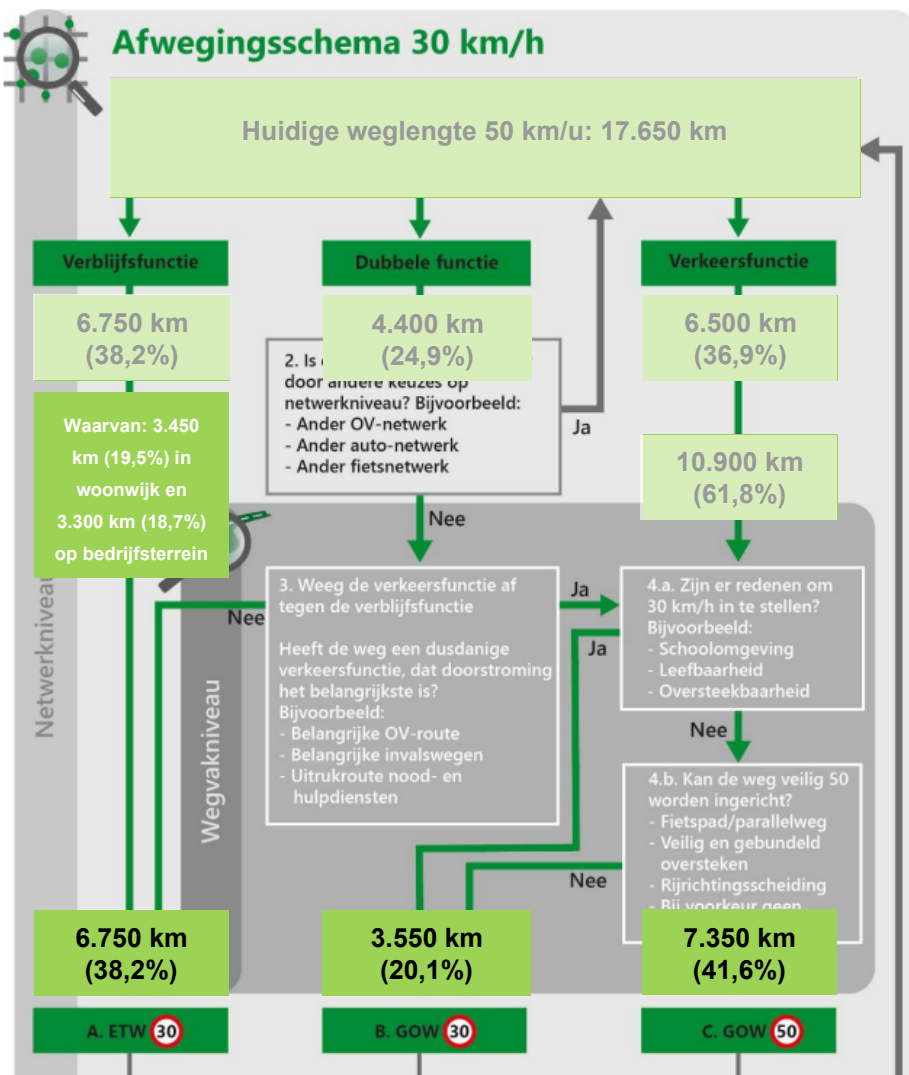 Afwegingsschema 30 km/h
Huidige weglengte 50 km/u: 17.650 km
Verblijfsfunctie
Dubbele functie
Verkeersfunctie
6.750 km
(38,2%)
4.400 km
(24,9%)
6.500 km
(36,9%)
2. Is
door andere keuzes op
netwerkniveau? Bijvoorbeeld:
- Ander OV-netwerk
- Ander auto-netwerk
- Ander fietsnetwerk
Ja
Waarvan: 3.450
km (19,5%) in
woonwijk en
3.300 km (18,7%)
op bedrijfsterrein
10.900 km
(61,8%)
Nee
Netwerkniveau
Wegvakniveau
3. Weeg de verkeersfunctie af
tegen de verblijfsfunctie
Heeft de weg een dusdanige
verkeersfunctie, dat doorstroming
het belangrijkste is?
Bijvoorbeeld:
- Belangrijke OV-route
- Belangrijke invalswegen
- Uitrukroute nood- en
hulpdiensten
Nee
Ja
Ja
4.a. Zijn er redenen om
30 km/h in te stellen?
Bijvoorbeeld:
- Schoolomgeving
- Leefbaarheid
- Oversteekbaarheid
Nee
4.b. Kan de weg veilig 50
worden ingericht?
- Fietspad/parallelweg
- Veilig en gebundeld
oversteken
- Rijrichtingsscheiding
- Bij voorkeur geen
Nee
6.750 km
(38,2%)
3.550 km
(20,1%)
7.350 km
(41,6%)
A. ETW 30
B. GOW 30
C. GOW 50